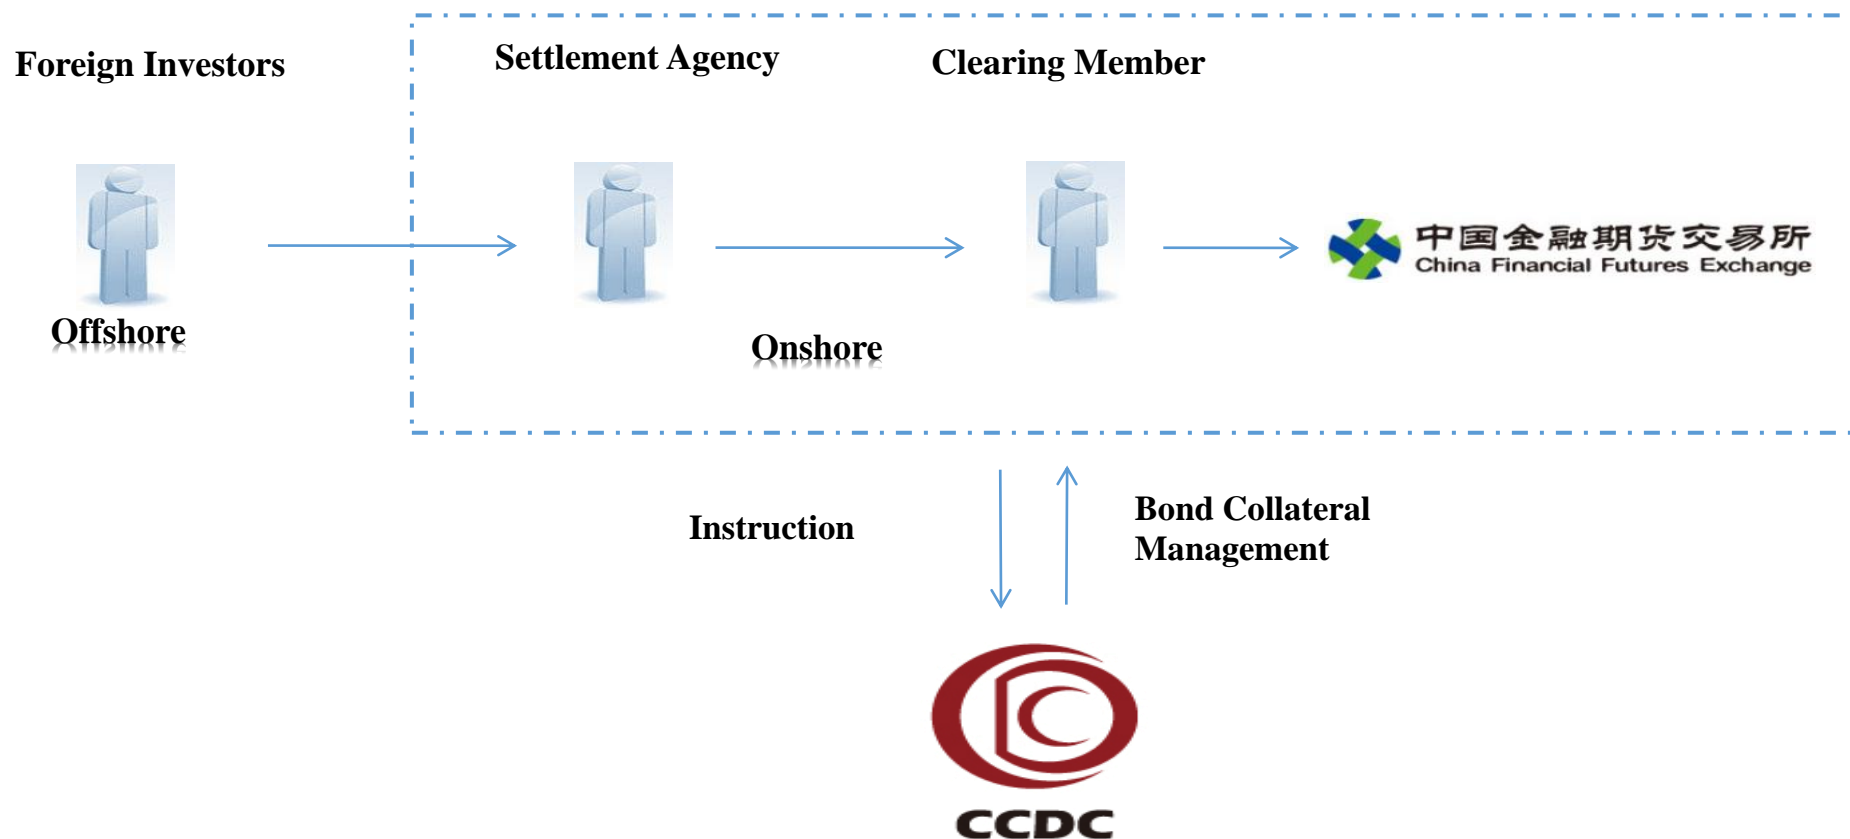 Foreign Investors
Settlement Agency
Clearing Member
中国金融期货交易所
China Financial Futures Exchange
Offshore
Onshore
Instruction
Bond Collateral
Management
CCDC